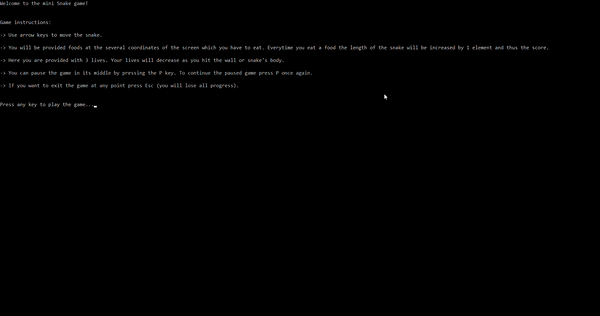 Welcome to the mini Snake game!
Game instructions:
-> Use arrow keys to move the snake.
-> You will be provided foods at the several coordinates of the screen which you have to eat. Everytime you eat a food the length of the snake will be increased by 1 element and thus the score.
-> Here you are provided with 3 lives. Your lives will decrease as you hit the wall or snake's body.
-> You can pause the game in its middle by pressing the P key. To continue the paused game press P once again.
-> If you want to exit the game at any point press Esc (you will lose all progress).
Press any key to play the game..._